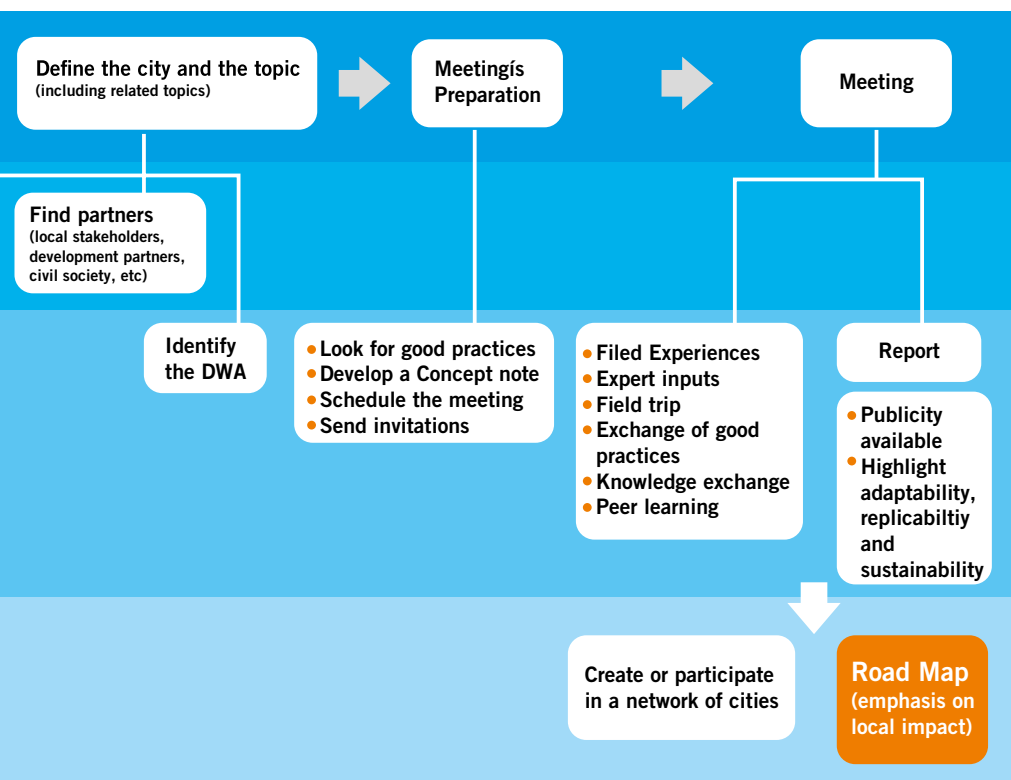 Define the city and the topic
(including related topics)
Meetingís
Preparation
Meeting
Find partners
(local stakeholders,
development partners,
civil society, etc)
Identify
the DWA
• Look for good practices
• Develop a Concept note
• Schedule the meeting
• Send invitations
• Filed Experiences
• Expert inputs
• Field trip
• Exchange of good
practices
• Knowledge exchange
• Peer learning
Report
• Publicity
available
• Highlight
adaptability,
replicabiltiy
and
sustainability
Create or participate
in a network of cities
Road Map
(emphasis on
local impact)